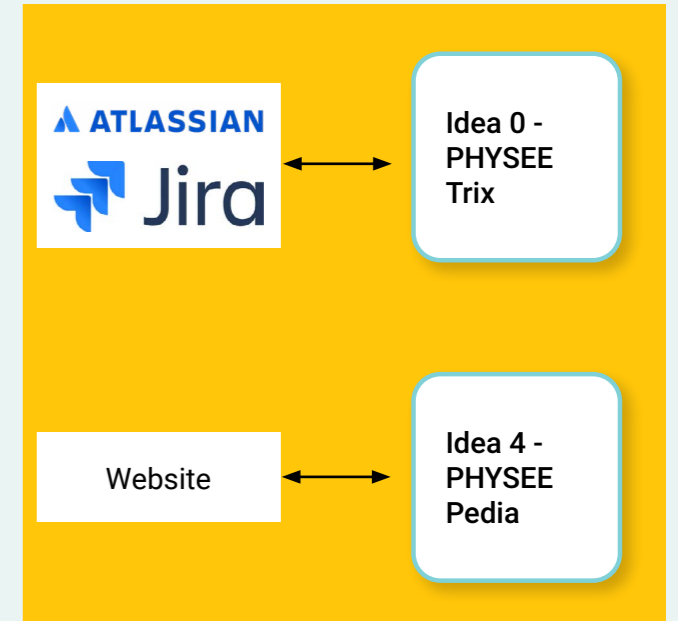 ATLASSIAN
Jira
Idea 0 -
PHYSEE
Trix
Website
Idea 4 -
PHYSEE
Pedia